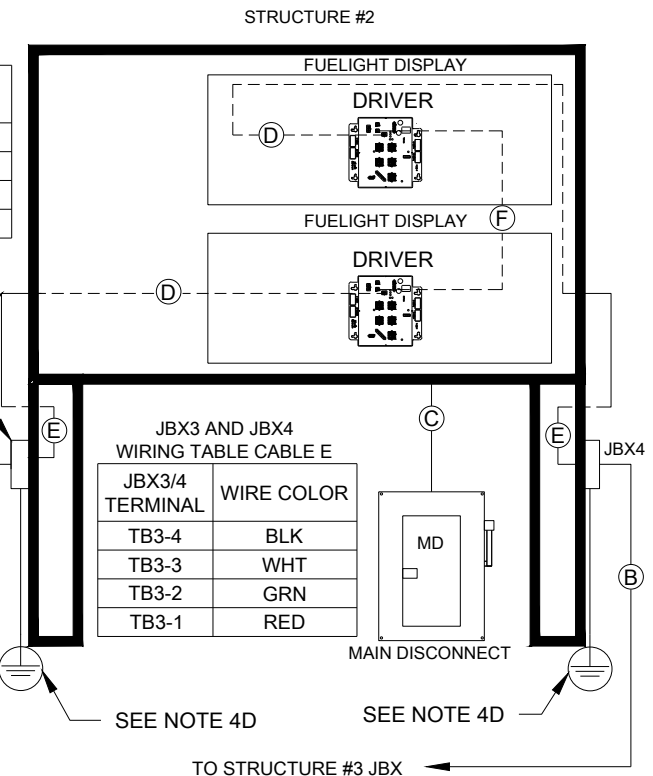 STRUCTURE #2
FUELIGHT DISPLAY
DRIVER
D
F
FUELIGHT DISPLAY
DRIVER
D
E
C
E
JBX4
JBX3 AND JBX4
WIRING TABLE CABLE E
JBX3/4
TERMINAL
WIRE COLOR
TB3-4 BLK
TB3-3 WHT
TB3-2 GRN
TB3-1 RED
MD
B
MAIN DISCONNECT
SEE NOTE 4D
SEE NOTE 4D
TO STRUCTURE #3 JBX